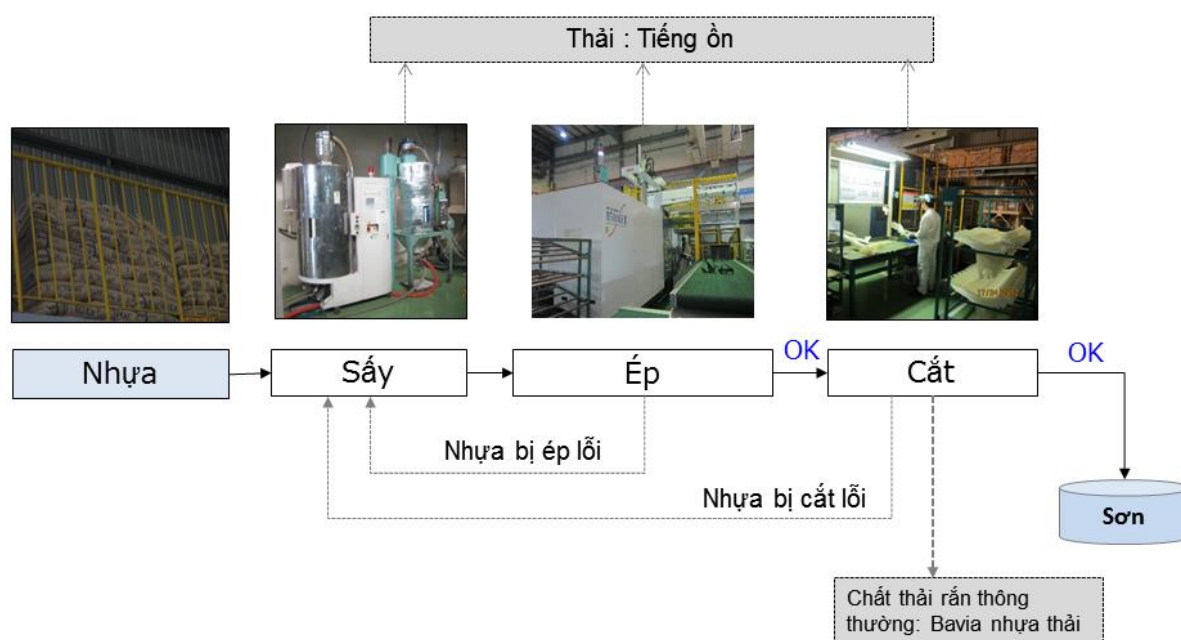 Thải : Tiếng ồn
Nhựa
Sấy
Ép
OK
Cắt
OK
Nhựa bị ép lỗi
Nhựa bị cắt lỗi
Sơn
Chất thải rắn thông
thường: Bavia nhựa thải